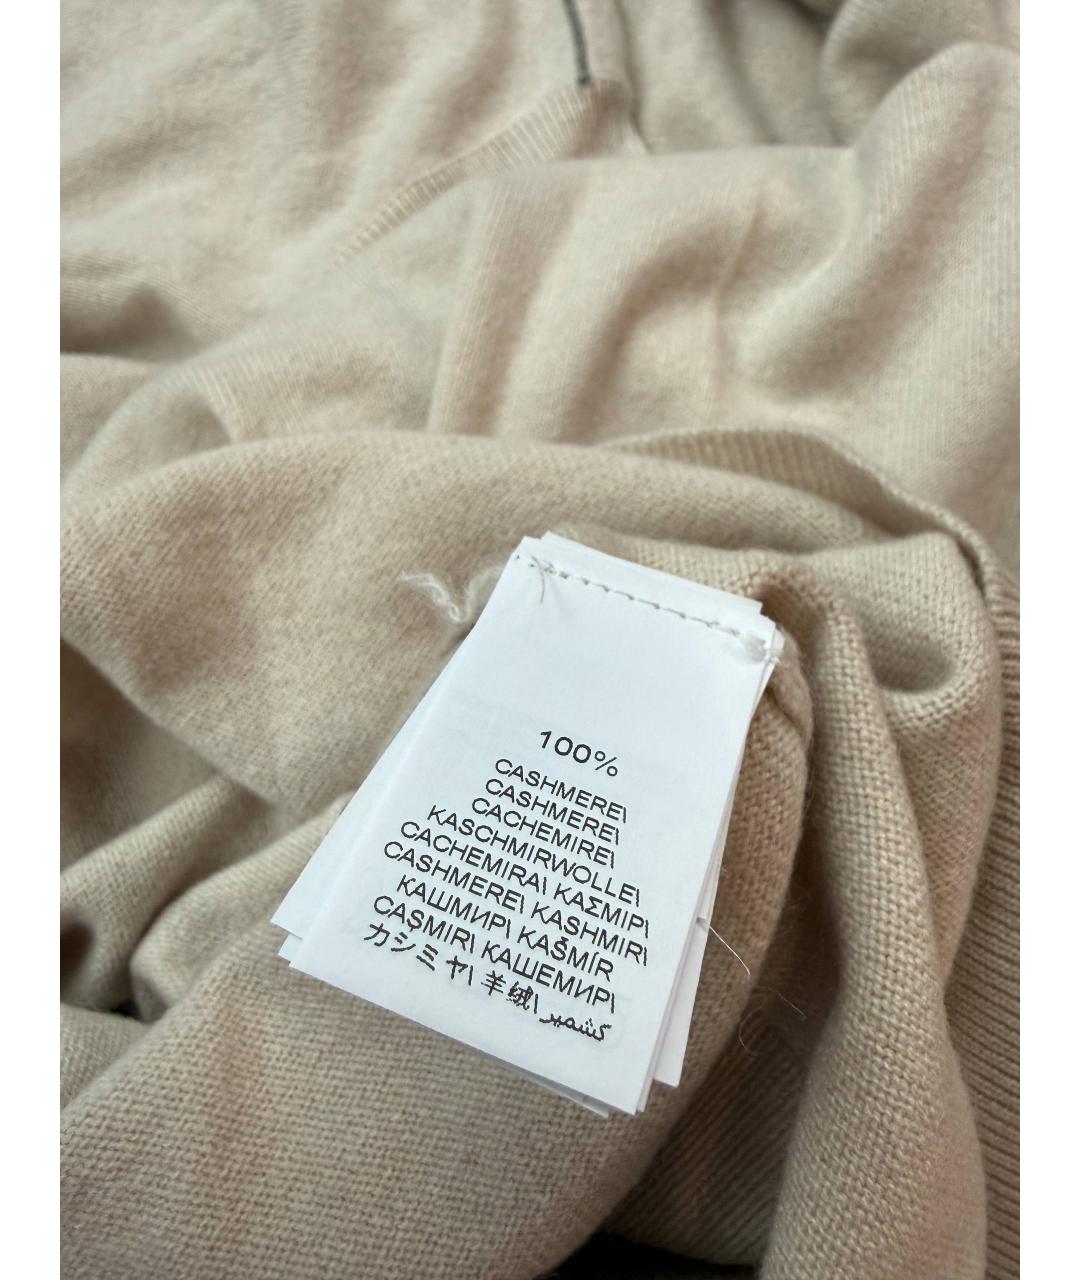 100%
CASHMERE\
CASHMERE\
CACHEMIRE\
KASCHMIRWOLLE\
CACHEMIRA\ ΚΑΣΜΙΡ\
CASHMERE\ KASHMIR\
КАШМИР\ KAŠMÍR
CAŞMIR\ КАШЕМИР\
カシミヤ\ 羊绒\ كشمير